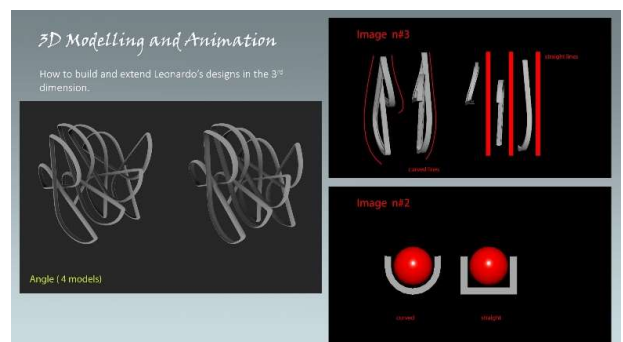 3D Modelling and Animation
How to build and extend Leonardo's designs in the 3rd
dimension.
Angle ( 4 models)
Image n#3
straight lines
curved lines
Image n#2
curved
straight